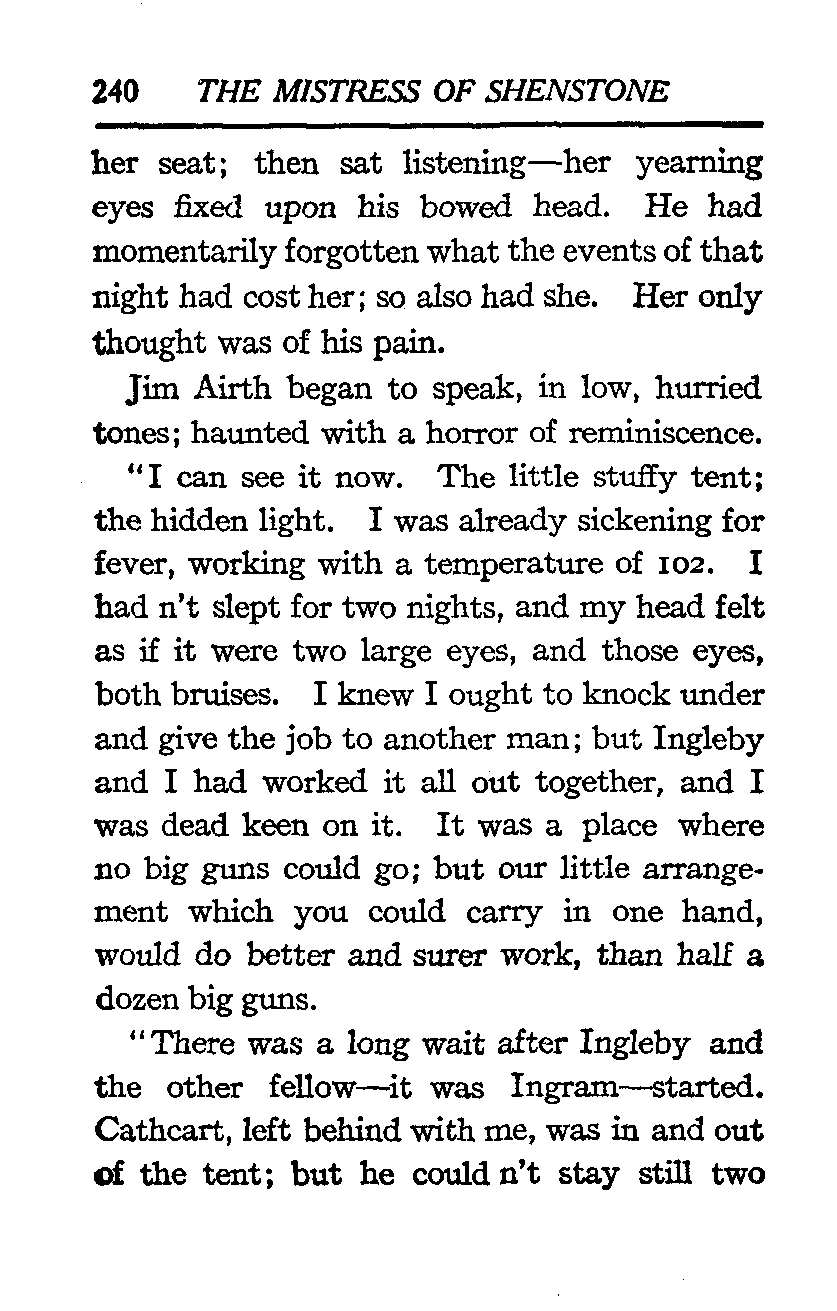 240 THE MISTRESS OF SHENSTONE
her seat; then sat listening—her yearning
eyes fixed upon his bowed head. He had
momentarily forgotten what the events of that
night had cost her; so also had she. Her only
thought was of his pain.
Jim Airth began to speak, in low, hurried
tones; haunted with a horror of reminiscence.
"I can see it now. The little stuffy tent;
the hidden light. I was already sickening for
fever, working with a temperature of 102. I
had n't slept for two nights, and my head felt
as if it were two large eyes, and those eyes,
both bruises. I knew I ought to knock under
and give the job to another man; but Ingleby
and I had worked it all out together, and I
was dead keen on it. It was a place where
no big guns could go; but our little arrange-
ment which you could carry in one hand,
would do better and surer work, than half a
dozen big guns.
"There was a long wait after Ingleby and
the other fellow—it was Ingram—started.
Cathcart, left behind with me, was in and out
of the tent; but he could n't stay still two